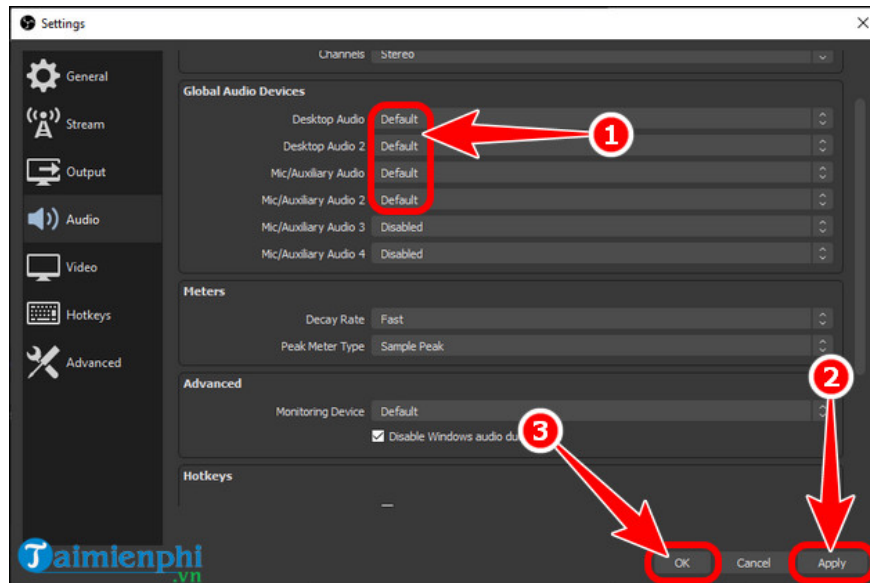 Settings
General
Stream
Output
Audio
Video
Hotkeys
Advanced
Channels Stereo
Global Audio Devices
Desktop Audio Default
Desktop Audio 2 Default
Mic/Auxiliary Audio Default
Mic/Auxiliary Audio 2 Default
Mic/Auxiliary Audio 3 Disabled
Mic/Auxiliary Audio 4 Disabled
1
Meters
Decay Rate Fast
Peak Meter Type Sample Peak
Advanced
Monitoring Device Default
Disable Windows audio du
2
3
Hotkeys
OK Cancel Apply
Taimienphi
.vn